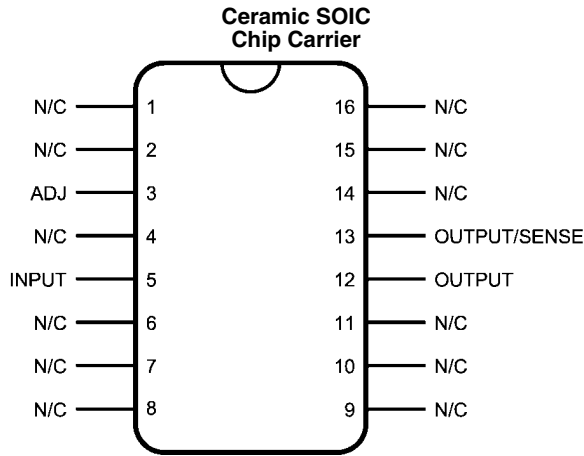 Ceramic SOIC
Chip Carrier
N/C 1 16 N/C
N/C 2 15 N/C
ADJ 3 14 N/C
N/C 4 13 OUTPUT/SENSE
INPUT 5 12 OUTPUT
N/C 6 11 N/C
N/C 7 10 N/C
N/C 8 9 N/C